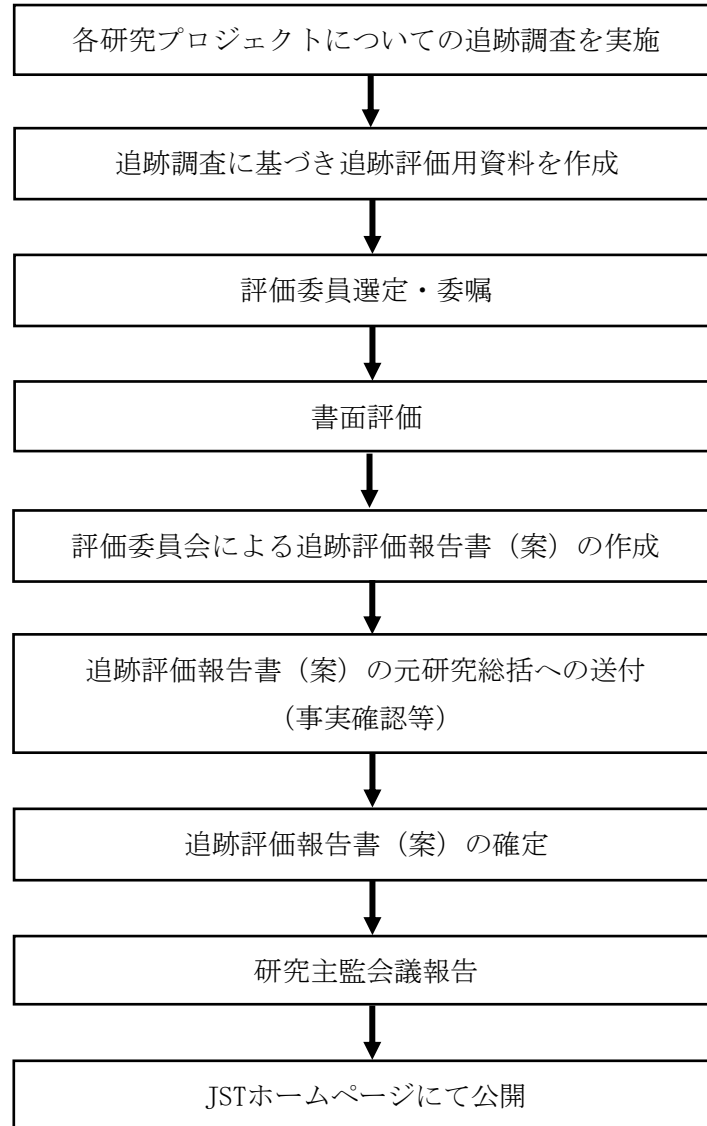 各研究プロジェクトについての追跡調査を実施
追跡調査に基づき追跡評価用資料を作成
評価委員選定・委嘱
書面評価
評価委員会による追跡評価報告書（案）の作成
追跡評価報告書（案）の元研究総括への送付
（事実確認等）
追跡評価報告書（案）の確定
研究主監会議報告
JSTホームページにて公開